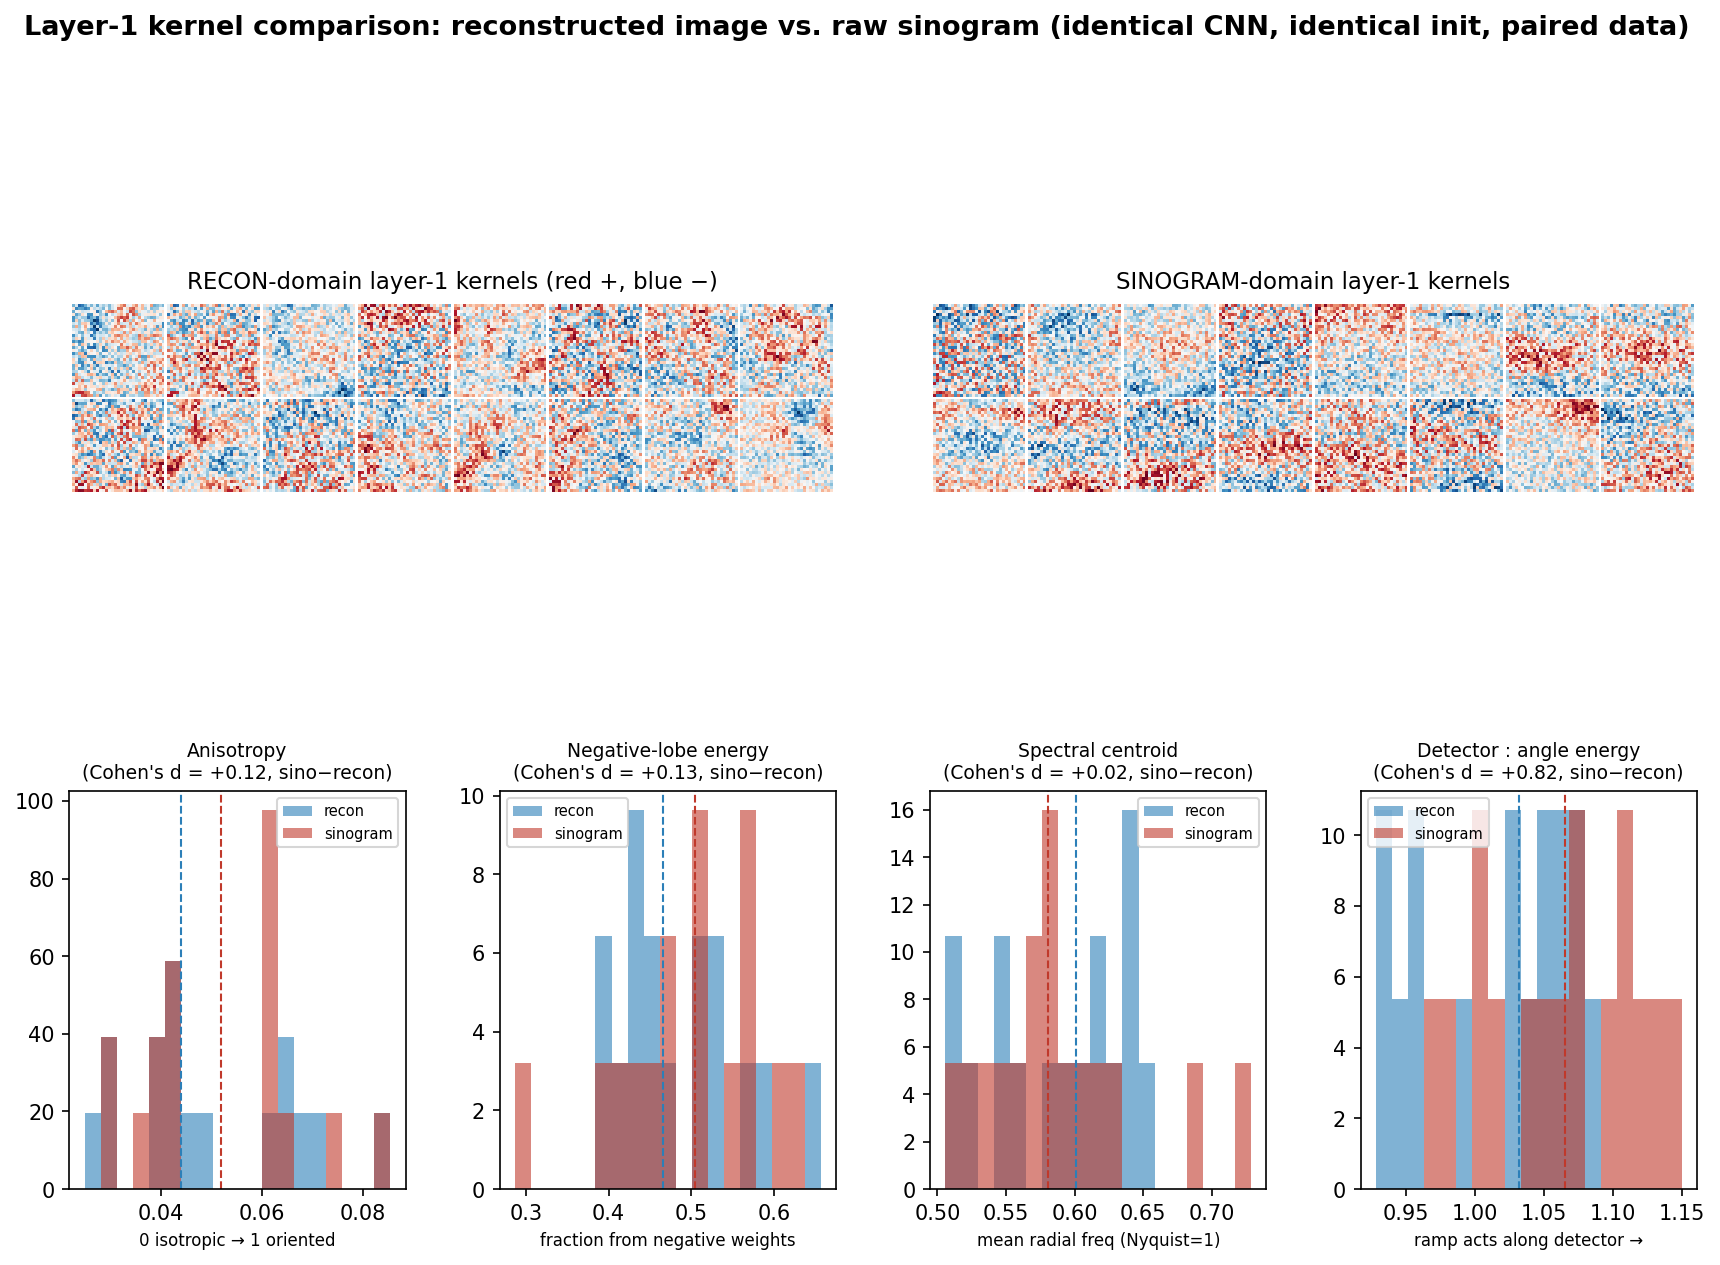 Layer-1 kernel comparison: reconstructed image vs. raw sinogram (identical CNN, identical init, paired data)
RECON-domain layer-1 kernels (red +, blue −)
SINOGRAM-domain layer-1 kernels
Anisotropy
(Cohen's d = +0.12, sino−recon)
recon
sinogram
100
80
60
40
20
0
0.04 0.06 0.08
0 isotropic → 1 oriented
Negative-lobe energy
(Cohen's d = +0.13, sino−recon)
recon
sinogram
10
8
6
4
2
0
0.3 0.4 0.5 0.6
fraction from negative weights
Spectral centroid
(Cohen's d = +0.02, sino−recon)
recon
sinogram
16
14
12
10
8
6
4
2
0
0.50 0.55 0.60 0.65 0.70
mean radial freq (Nyquist=1)
Detector : angle energy
(Cohen's d = +0.82, sino−recon)
recon
sinogram
10
8
6
4
2
0
0.95 1.00 1.05 1.10 1.15
ramp acts along detector →